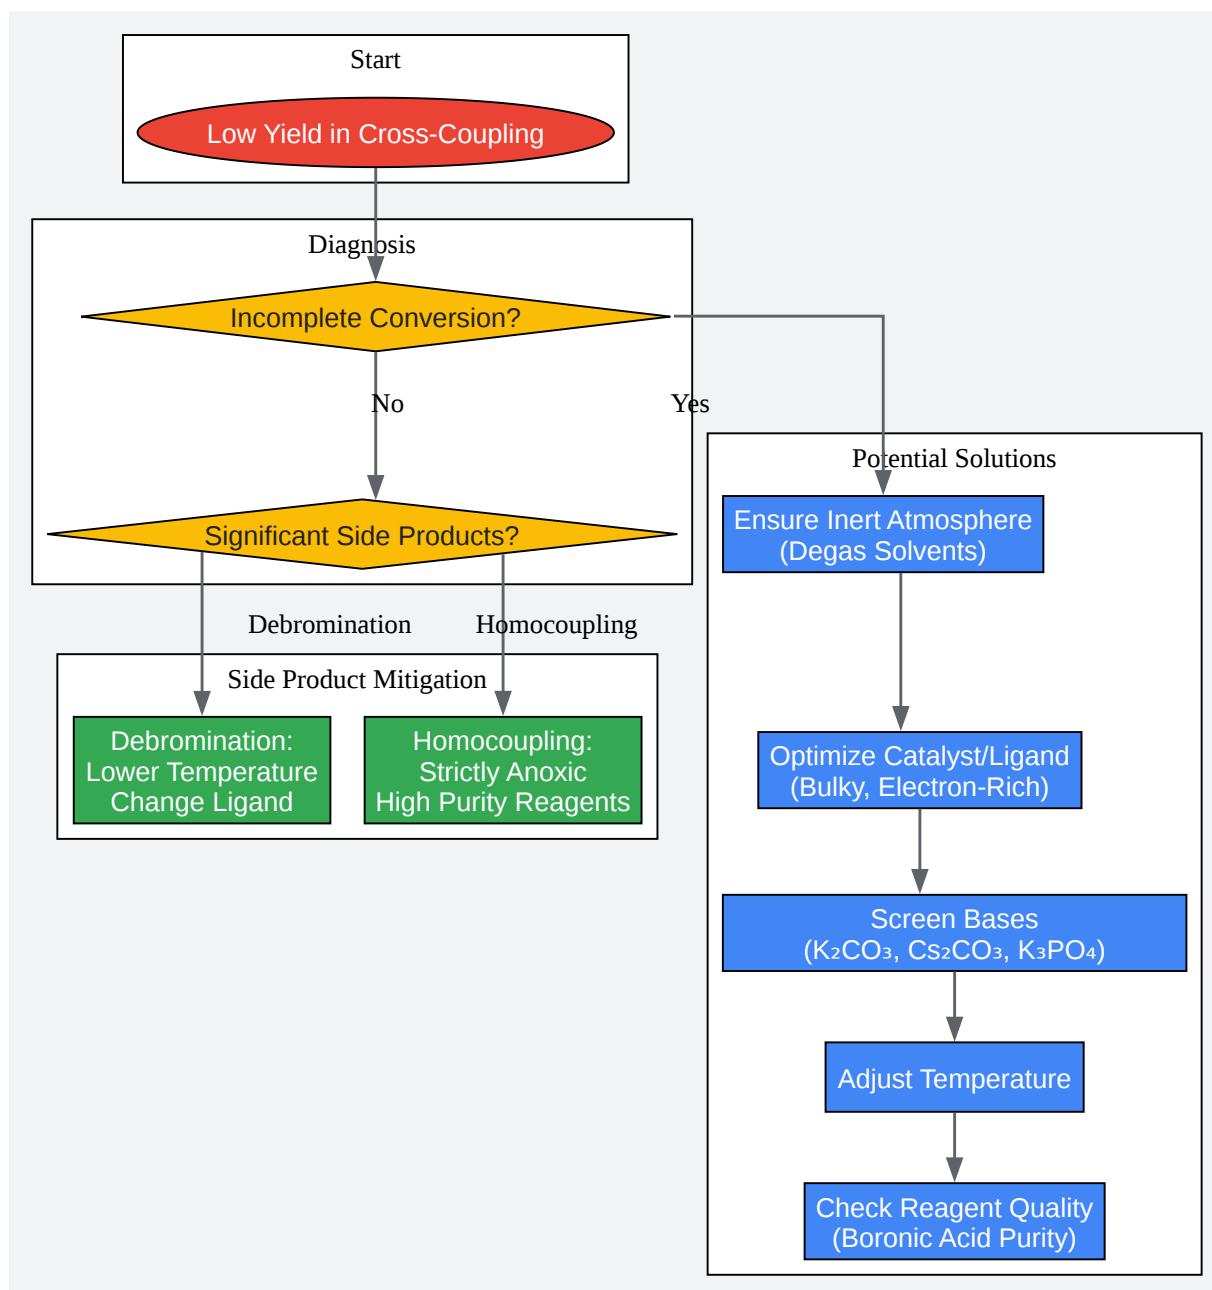 Start
Low Yield in Cross-Coupling
Diagnosis
Incomplete Conversion?
No
Yes
Significant Side Products?
Debromination
Homocoupling
Side Product Mitigation
Debromination:
Lower Temperature
Change Ligand
Homocoupling:
Strictly Anoxic
High Purity Reagents
Potential Solutions
Ensure Inert Atmosphere
(Degas Solvents)
Optimize Catalyst/Ligand
(Bulky, Electron-Rich)
Screen Bases
(K₂CO₃, Cs₂CO₃, K₃PO₄)
Adjust Temperature
Check Reagent Quality
(Boronic Acid Purity)